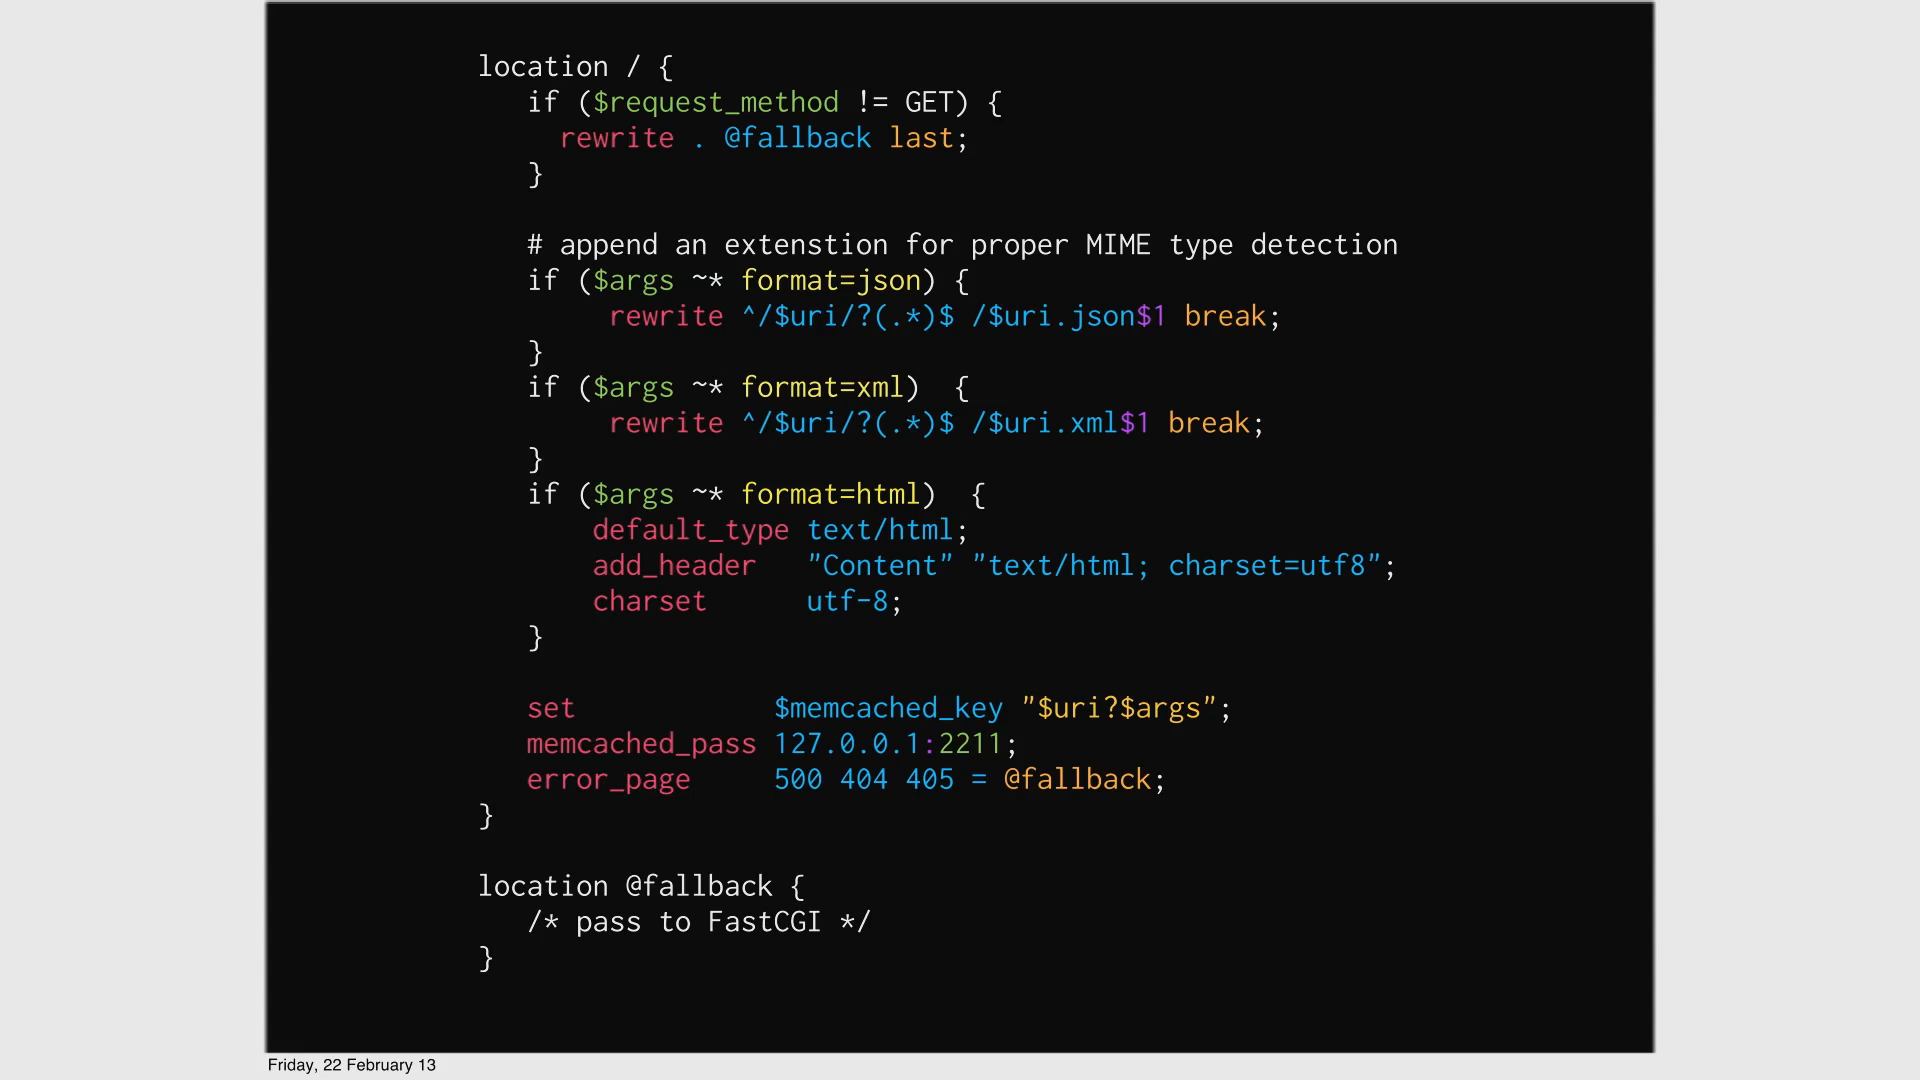 location / {
if ($request_method != GET) {
rewrite . @fallback last;
}
# append an extenstion for proper MIME type detection
if ($args ~* format=json) {
rewrite ^/$uri/?(.*)$ /$uri.json$1 break;
}
if ($args ~* format=xml)  {
rewrite ^/$uri/?(.*)$ /$uri.xml$1 break;
}
if ($args ~* format=html)  {
default_type text/html;
add_header   "Content" "text/html; charset=utf8";
charset      utf-8;
}
set            $memcached_key "$uri?$args";
memcached_pass 127.0.0.1:2211;
error_page     500 404 405 = @fallback;
}
location @fallback {
/* pass to FastCGI */
}
Friday, 22 February 13